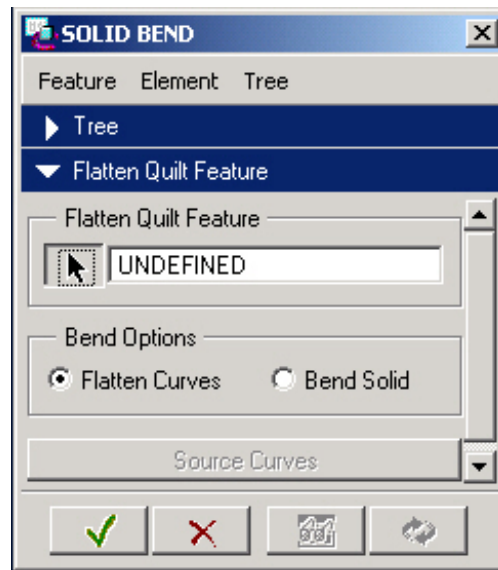 SOLID BEND
Feature Element Tree
Tree
Flatten Quilt Feature
Flatten Quilt Feature
UNDEFINED
Bend Options
Flatten Curves Bend Solid
Source Curves